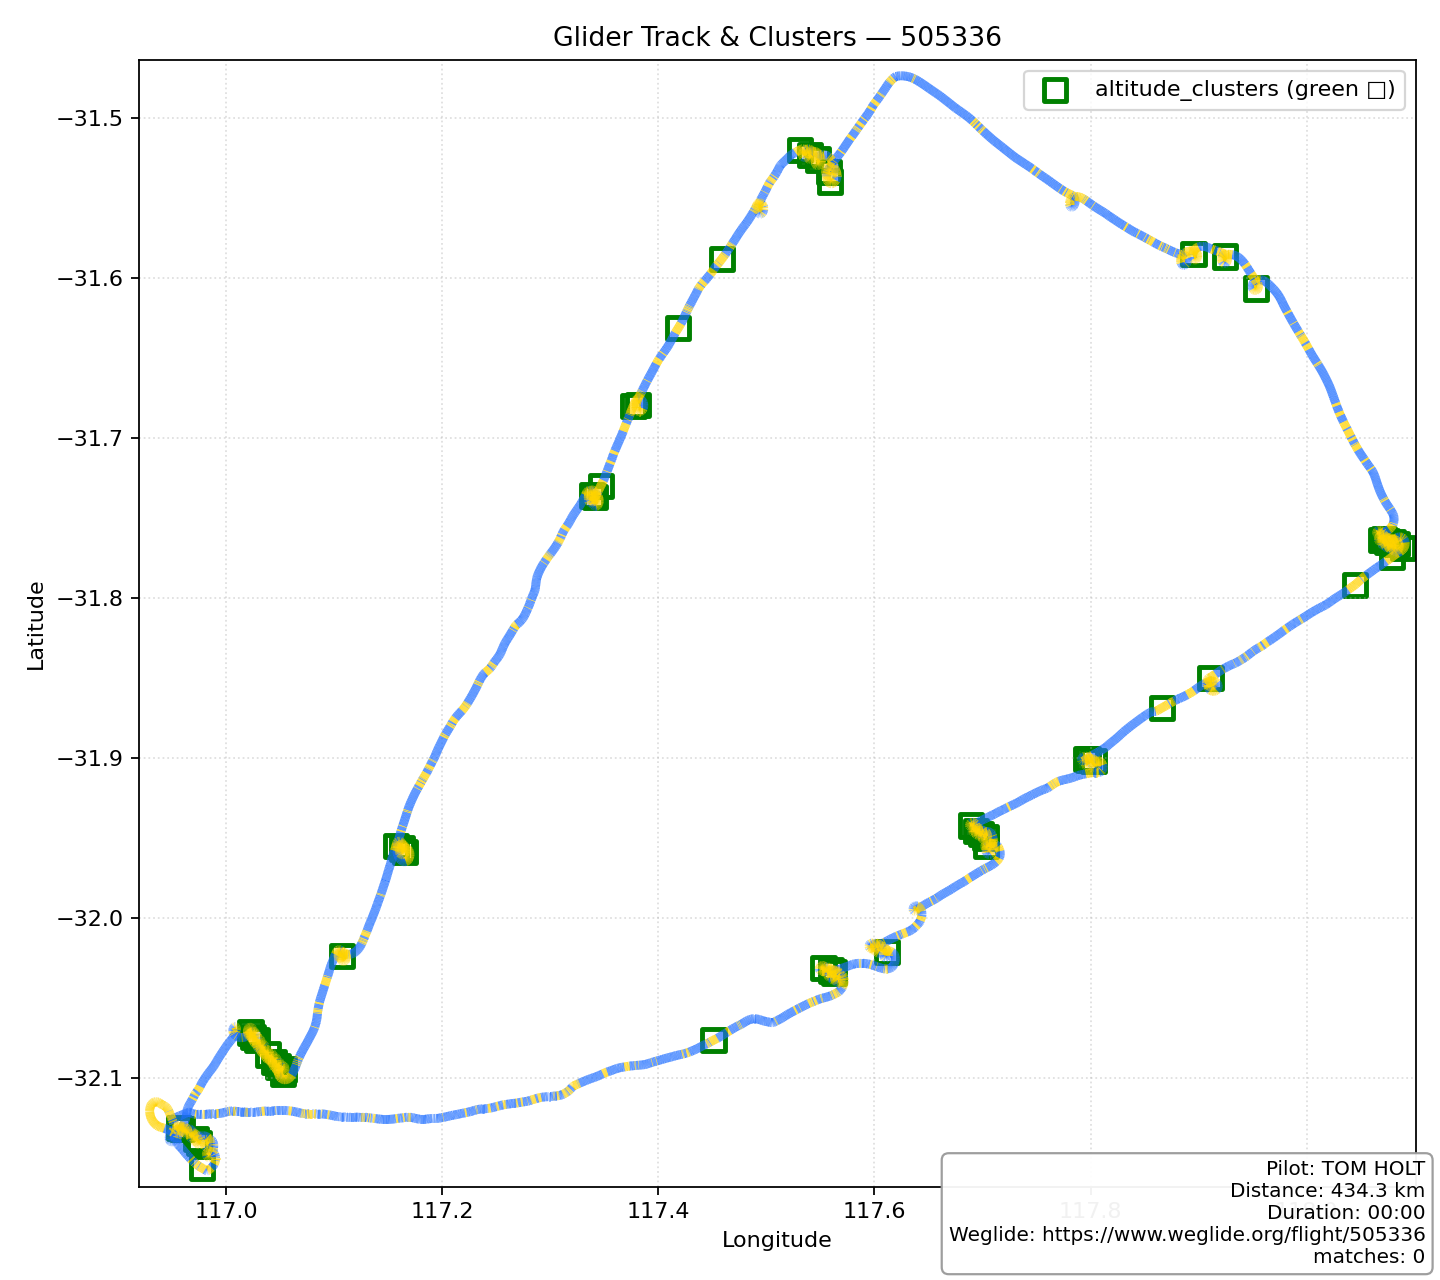 Glider Track & Clusters — 505336
altitude_clusters (green □)
−31.5
−31.6
−31.7
−31.8
−31.9
−32.0
−32.1
Latitude
117.0
117.2
117.4
117.6
117.8
Longitude
Pilot: TOM HOLT
Distance: 434.3 km
Duration: 00:00
Weglide: https://www.weglide.org/flight/505336
matches: 0